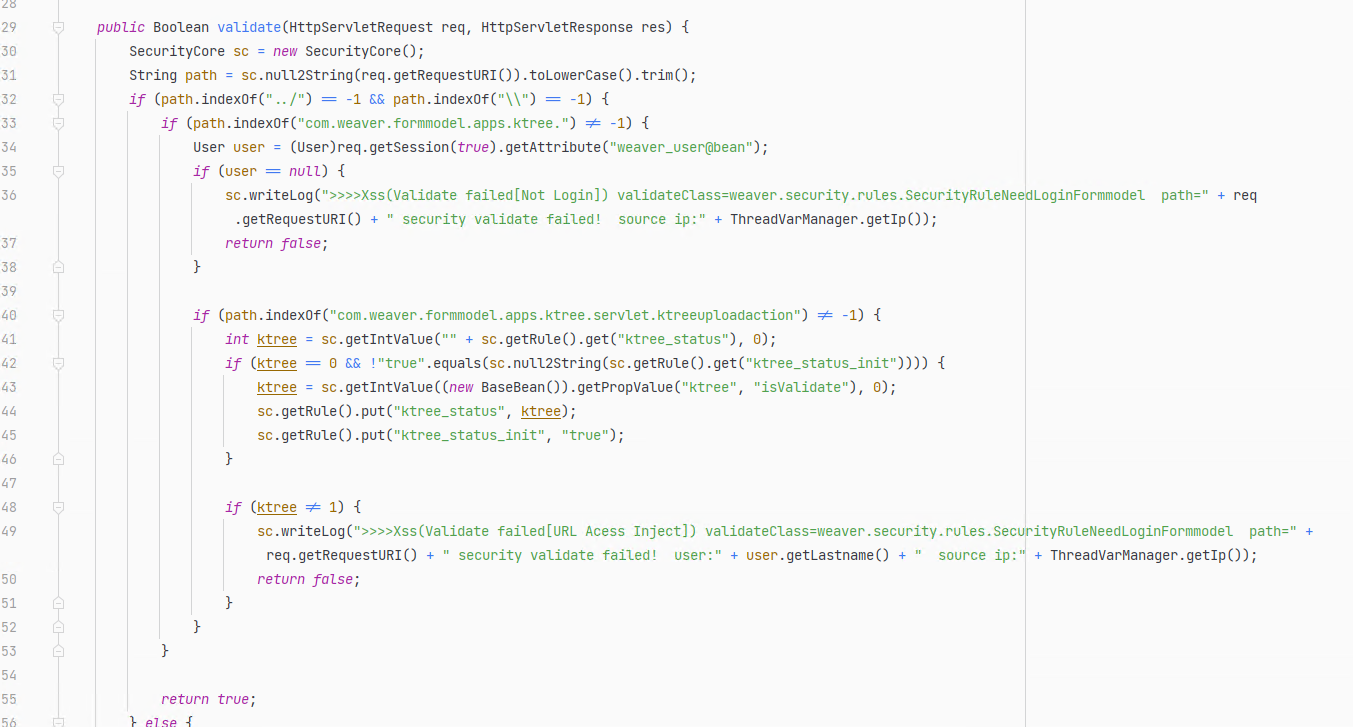 28
29 public Boolean validate(HttpServletRequest req, HttpServletResponse res) {
30 SecurityCore sc = new SecurityCore();
31 String path = sc.null2String(req.getRequestURI()).toLowerCase().trim();
32 if (path.indexOf("../") == -1 && path.indexOf("\\") == -1) {
33 if (path.indexOf("com.weaver.formmodel.apps.ktree.") != -1) {
34 User user = (User)req.getSession(true).getAttribute("weaver_user@bean");
35 if (user == null) {
36 sc.writeLog(">>>>Xss(Validate failed[Not Login]) validateClass=weaver.security.rules.SecurityRuleNeedLoginFormmodel  path=" + req
.getRequestURI() + " security validate failed!  source ip:" + ThreadVarManager.getIp());
37 return false;
38 }
39
40 if (path.indexOf("com.weaver.formmodel.apps.ktree.servlet.ktreeuploadaction") != -1) {
41 int ktree = sc.getIntValue("" + sc.getRule().get("ktree_status"), 0);
42 if (ktree == 0 && !"true".equals(sc.null2String(sc.getRule().get("ktree_status_init")))) {
43 ktree = sc.getIntValue((new BaseBean()).getPropValue("ktree", "isValidate"), 0);
44 sc.getRule().put("ktree_status", ktree);
45 sc.getRule().put("ktree_status_init", "true");
46 }
47
48 if (ktree != 1) {
49 sc.writeLog(">>>>Xss(Validate failed[URL Acess Inject]) validateClass=weaver.security.rules.SecurityRuleNeedLoginFormmodel  path=" +
req.getRequestURI() + " security validate failed!  user:" + user.getLastname() + "  source ip:" + ThreadVarManager.getIp());
50 return false;
51 }
52 }
53 }
54
55 return true;
56 } else {